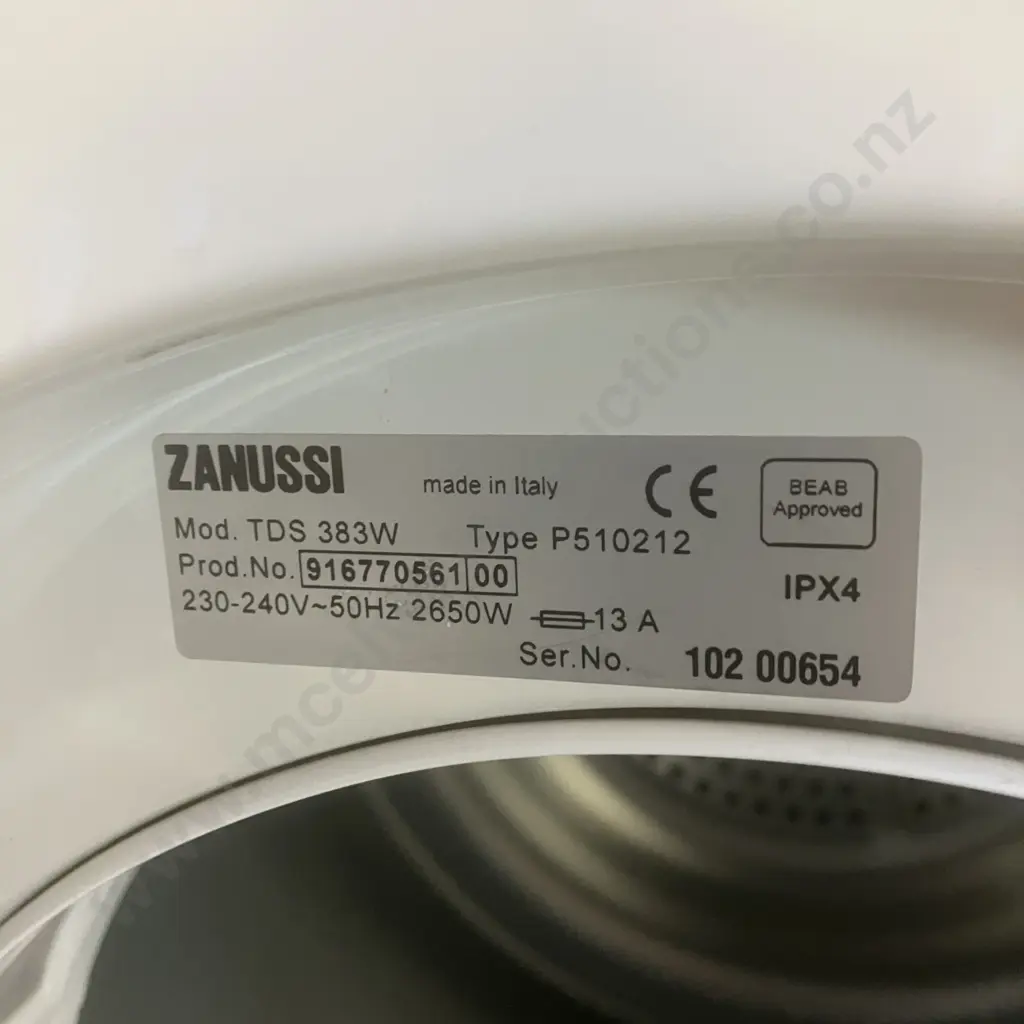 ZANUSSI made in Italy CE BEAB Approved
Mod. TDS 383W Type P510212
Prod.No. 916770561 00 IPX4
230-240V~50Hz 2650W 13 A
Ser.No. 102 00654